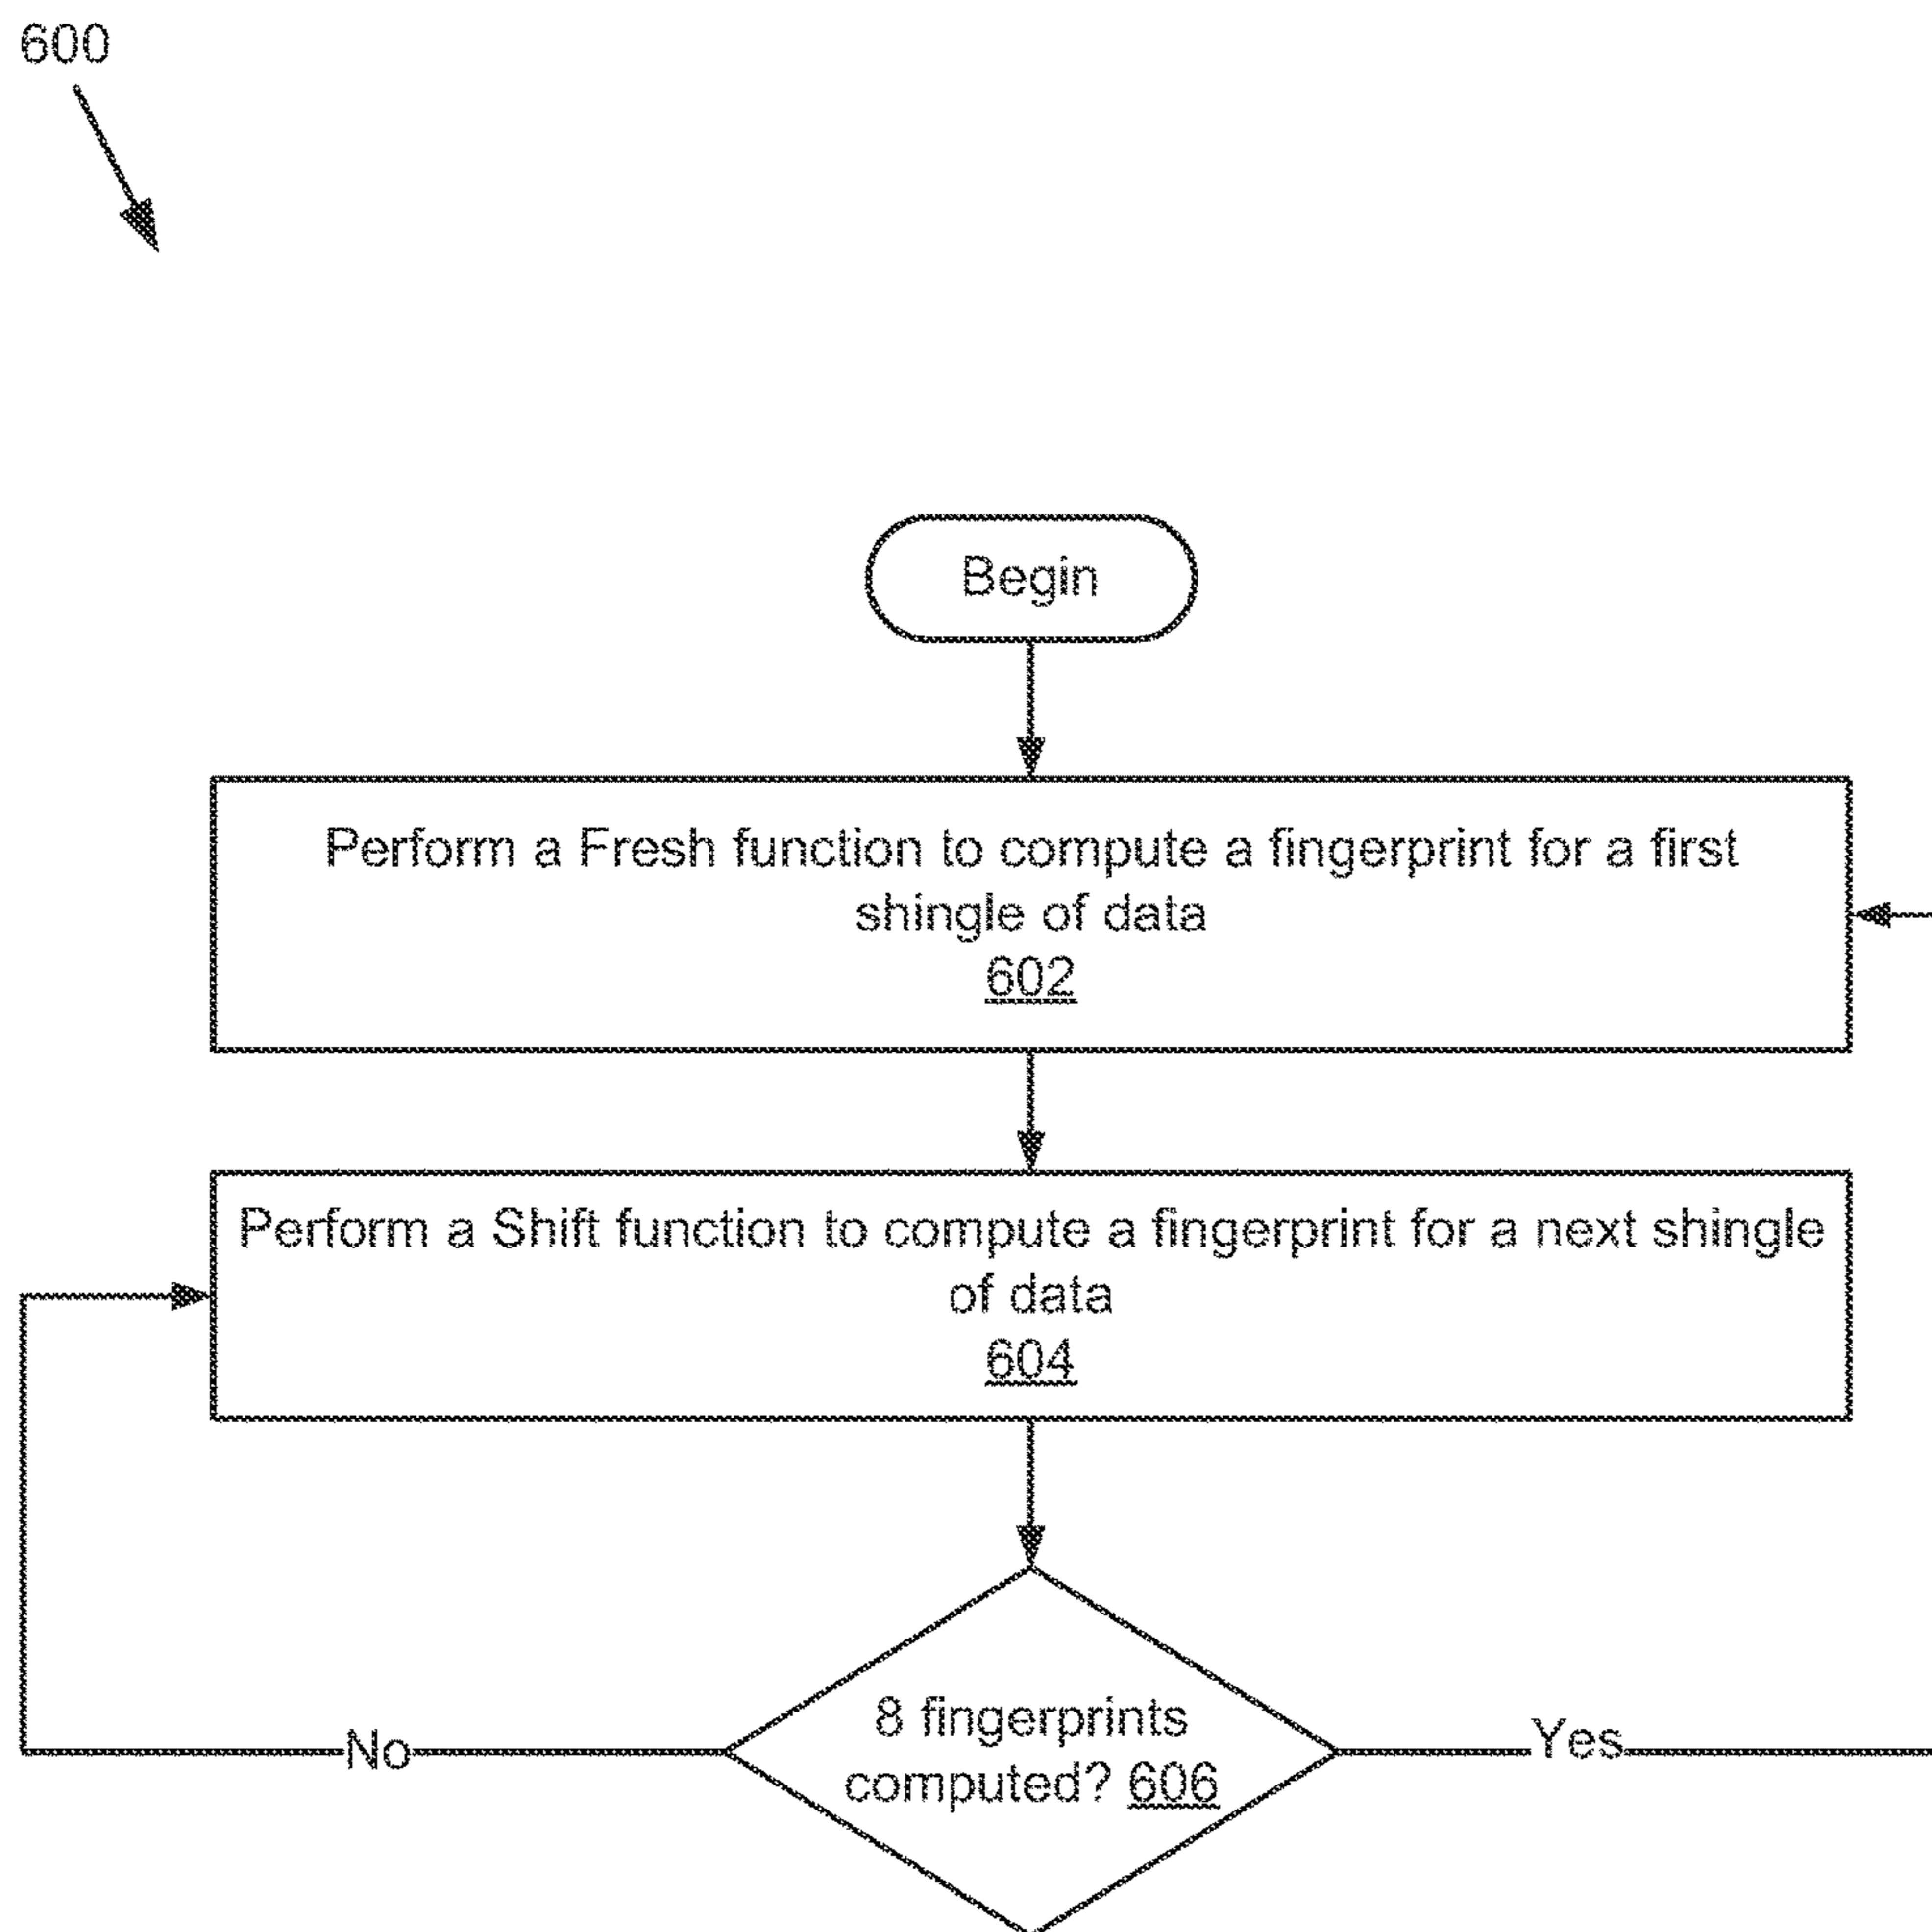 600
Begin
Perform a Fresh function to compute a fingerprint for a first
shingle of data
602
Perform a Shift function to compute a fingerprint for a next shingle
of data
604
8 fingerprints
computed? 606
No
Yes